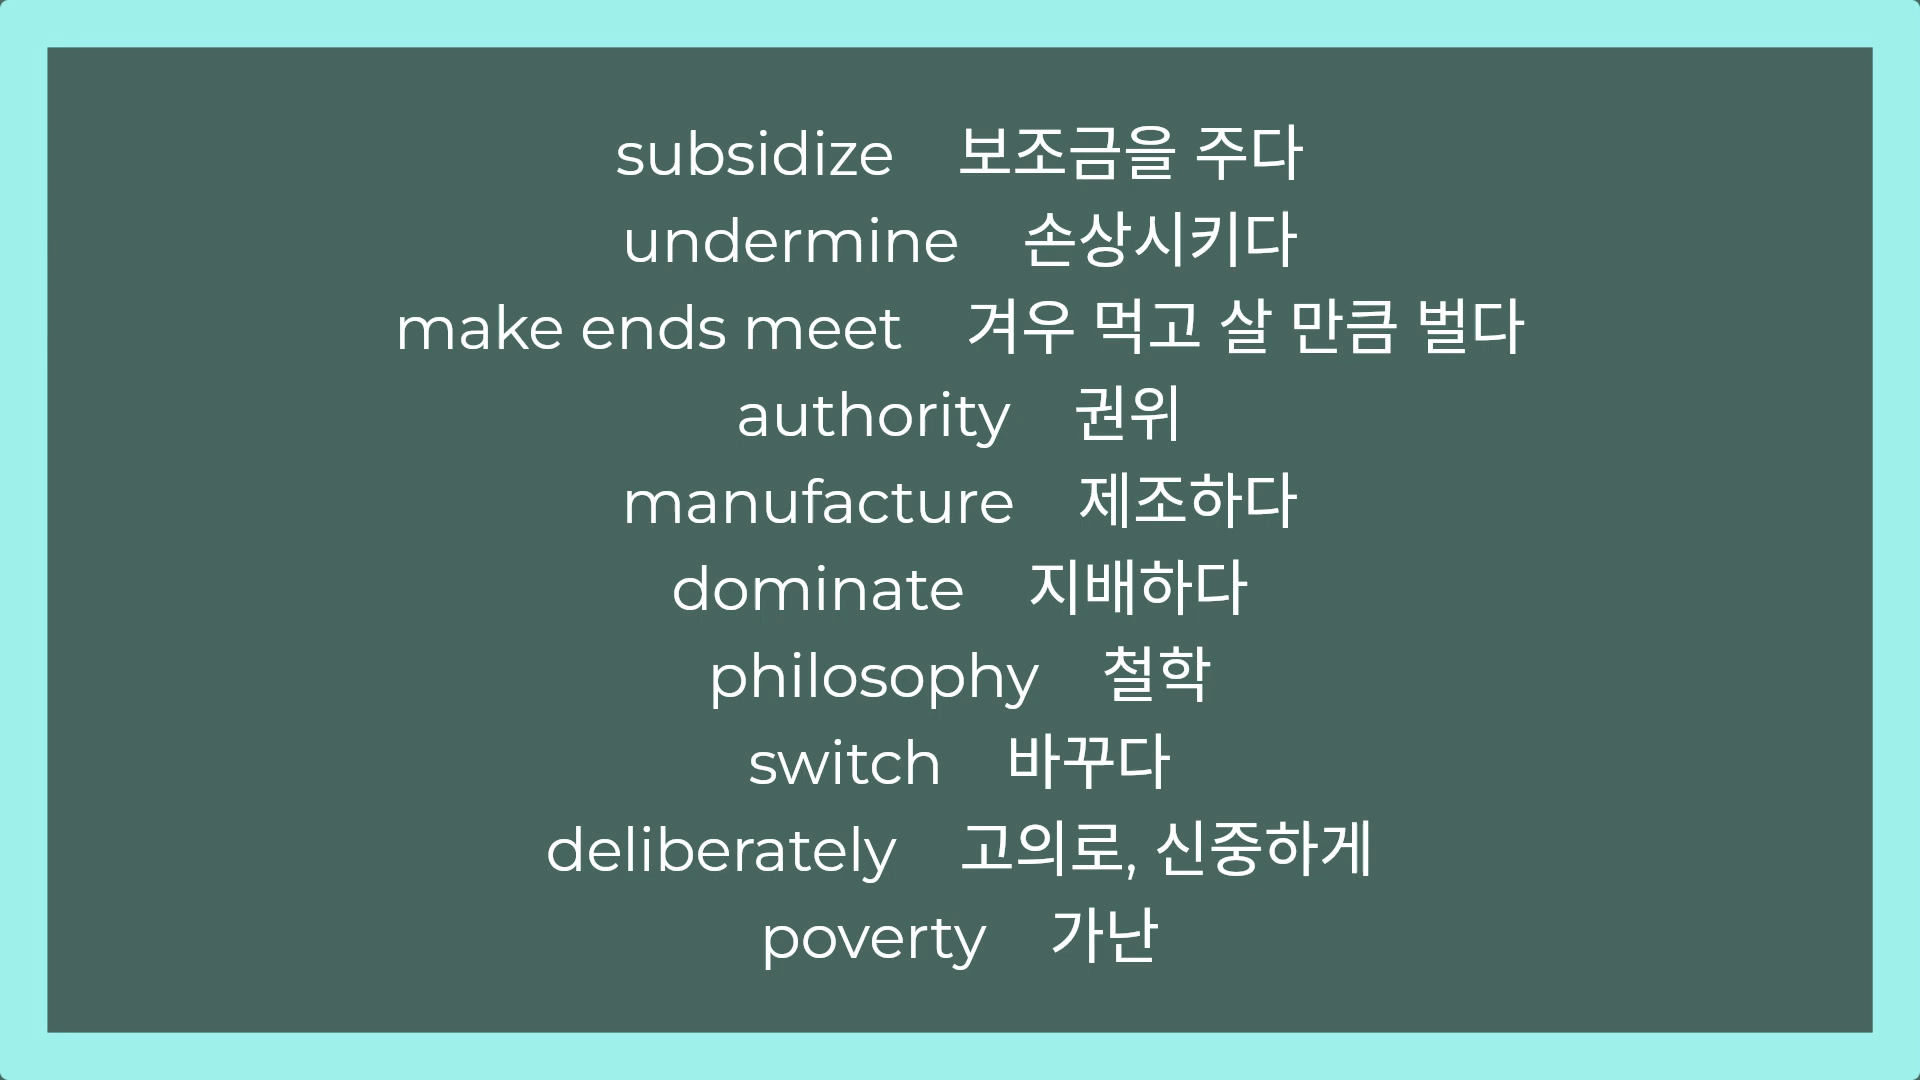 subsidize 보조금을 주다
undermine 손상시키다
make ends meet 겨우 먹고 살 만큼 벌다
authority 권위
manufacture 제조하다
dominate 지배하다
philosophy 철학
switch 바꾸다
deliberately 고의로, 신중하게
poverty 가난